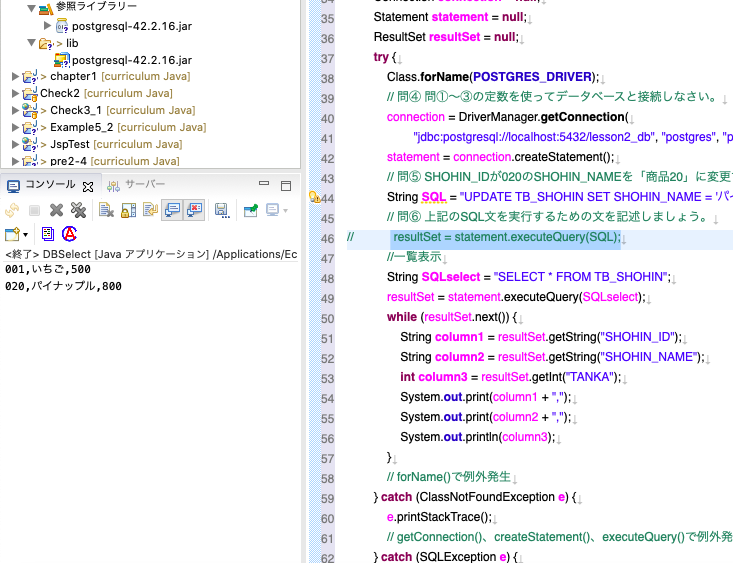 参照ライブラリー
postgresql-42.2.16.jar
> lib
postgresql-42.2.16.jar
> chapter1 [curriculum Java]
Check2 [curriculum Java]
Check3_1 [curriculum Java]
Example5_2 [curriculum Java]
JspTest [curriculum Java]
pre2-4 [curriculum Java]
コンソール サーバー
<終了> DBSelect [Java アプリケーション] /Applications/Ec
001,いちご,500
020,パイナップル,800
35 Statement statement = null;
36 ResultSet resultSet = null;
37 try {
38 Class.forName(POSTGRES_DRIVER);
39 // 問④ 問①〜③の定数を使ってデータベースと接続しなさい。
40 connection = DriverManager.getConnection(
41 "jdbc:postgresql://localhost:5432/lesson2_db", "postgres", "p
42 statement = connection.createStatement();
43 // 問⑤ SHOHIN_IDが020のSHOHIN_NAMEを「商品20」に変更
44 String SQL = "UPDATE TB_SHOHIN SET SHOHIN_NAME = 'パイ
45 // 問⑥ 上記のSQL文を実行するための文を記述しましょう。
46 // resultSet = statement.executeQuery(SQL);
47 //一覧表示
48 String SQLselect = "SELECT * FROM TB_SHOHIN";
49 resultSet = statement.executeQuery(SQLselect);
50 while (resultSet.next()) {
51 String column1 = resultSet.getString("SHOHIN_ID");
52 String column2 = resultSet.getString("SHOHIN_NAME");
53 int column3 = resultSet.getInt("TANKA");
54 System.out.print(column1 + ",");
55 System.out.print(column2 + ",");
56 System.out.println(column3);
57 }
58 // forName()で例外発生
59 } catch (ClassNotFoundException e) {
60 e.printStackTrace();
61 // getConnection()、createStatement()、executeQuery()で例外発
62 } catch (SQLException e) {